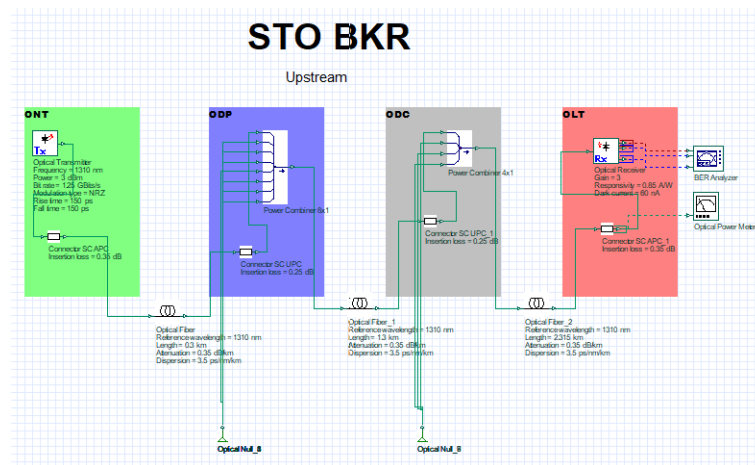 STO BKR
Upstream
ONT
ODP
ODC
OLT
Tx
Optical Transmitter
Frequency = 1310 nm
Power = 3 dBm
Bit rate = 1.25 GBits/s
Modulation type = NRZ
Rise time = 150 ps
Fall time = 150 ps
Connector SC APC
Insertion loss = 0.35 dB
Optical Fiber
Reference wavelength = 1310 nm
Length = 0.3 km
Attenuation = 0.35 dB/km
Dispersion = 3.5 ps/nm/km
Power Combiner 8x1
Connector SC UPC
Insertion loss = 0.25 dB
Optical Fiber_1
Reference wavelength = 1310 nm
Length = 1.3 km
Attenuation = 0.35 dB/km
Dispersion = 3.5 ps/nm/km
Power Combiner 4x1
Connector SC UPC_1
Insertion loss = 0.25 dB
Optical Fiber_2
Reference wavelength = 1310 nm
Length = 2.315 km
Attenuation = 0.35 dB/km
Dispersion = 3.5 ps/nm/km
Rx
Optical Receiver
Gain = 3
Responsivity = 0.85 A/W
Dark current = 60 nA
Connector SC APC_1
Insertion loss = 0.35 dB
BER Analyzer
Optical Power Meter
Optical Null
Optical Null